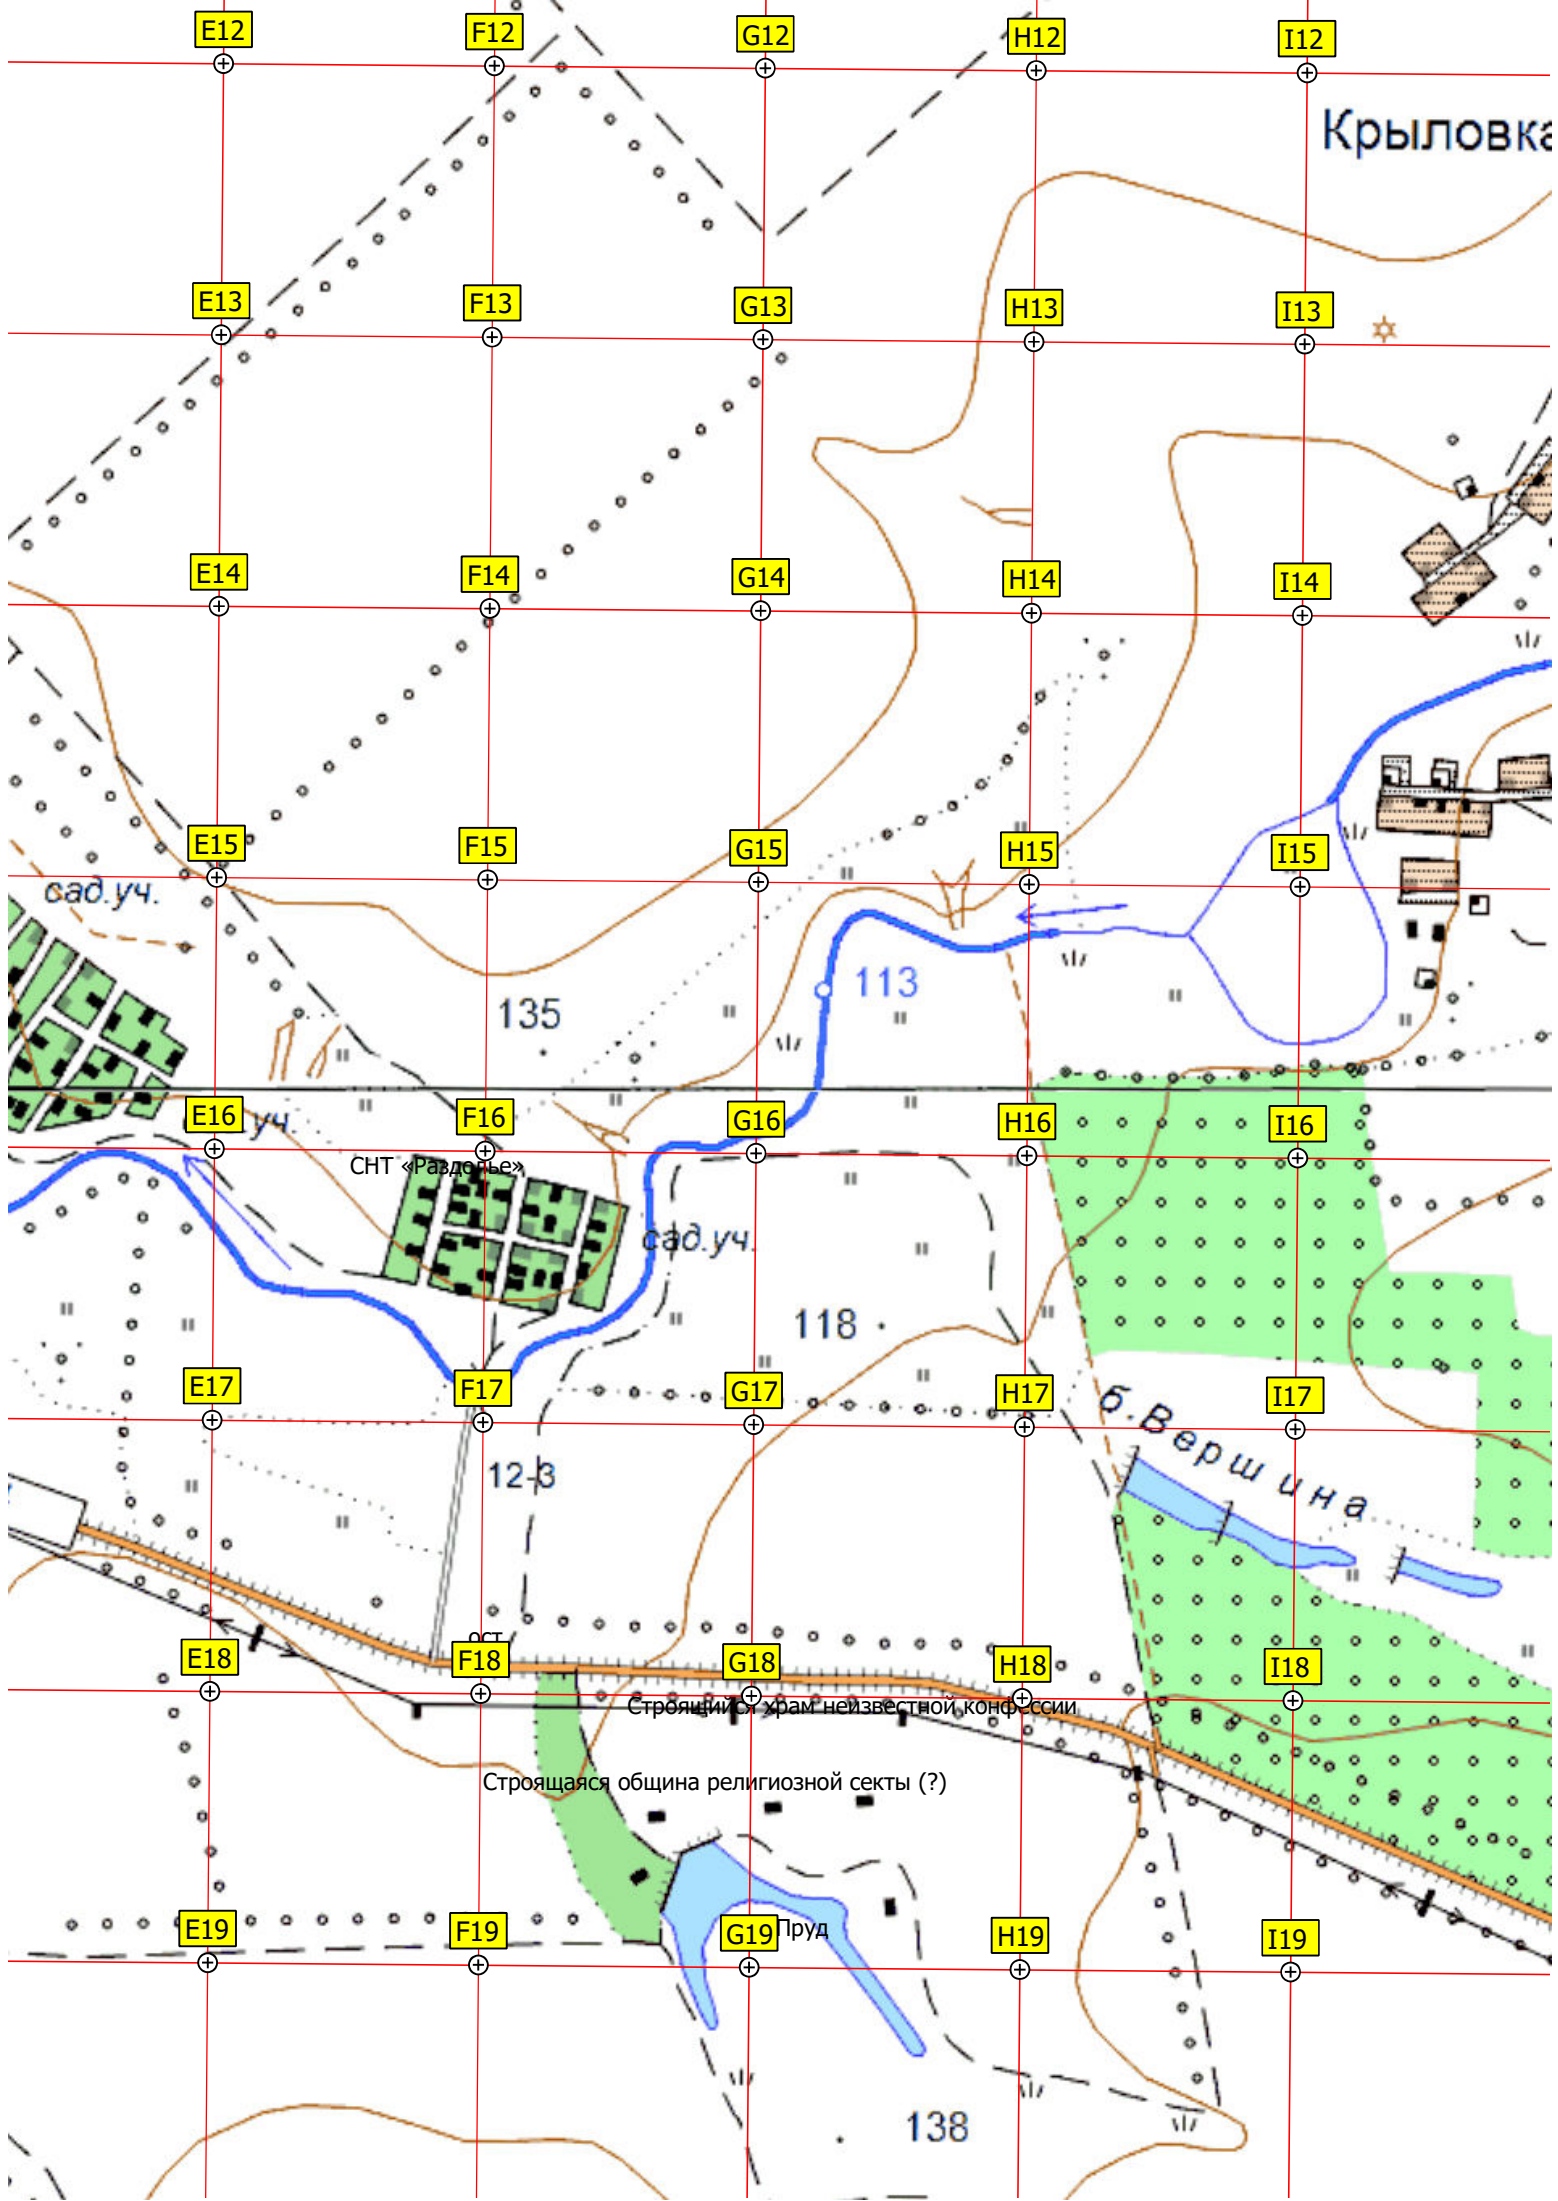 E12 F12 G12 H12 I12
Крыловка
E13 F13 G13 H13 I13
E14 F14 G14 H14 I14
E15 F15 G15 H15 I15
сад.уч.
113
135
E16 уч. F16 G16 H16 I16
СНТ «Раздолье»
сад.уч.
118
E17 F17 G17 H17 I17
б.Вершина
12-3
ост
E18 F18 G18 H18 I18
Строящийся храм неизвестной конфессии
Строящаяся община религиозной секты (?)
E19 F19 G19 Пруд H19 I19
138